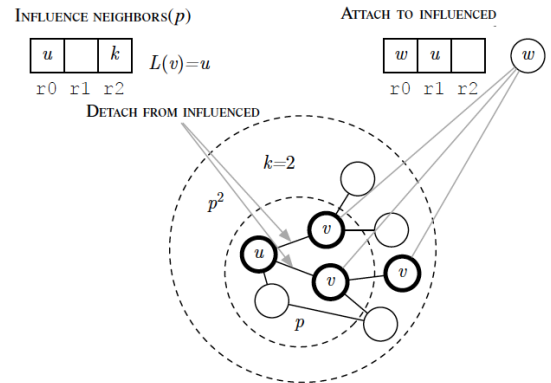 INFLUENCE NEIGHBORS(p)
ATTACH TO INFLUENCED
u k
L(v)=u
w u
w
r0 r1 r2
r0 r1 r2
DETACH FROM INFLUENCED
k=2
p²
v
u
v
v
p